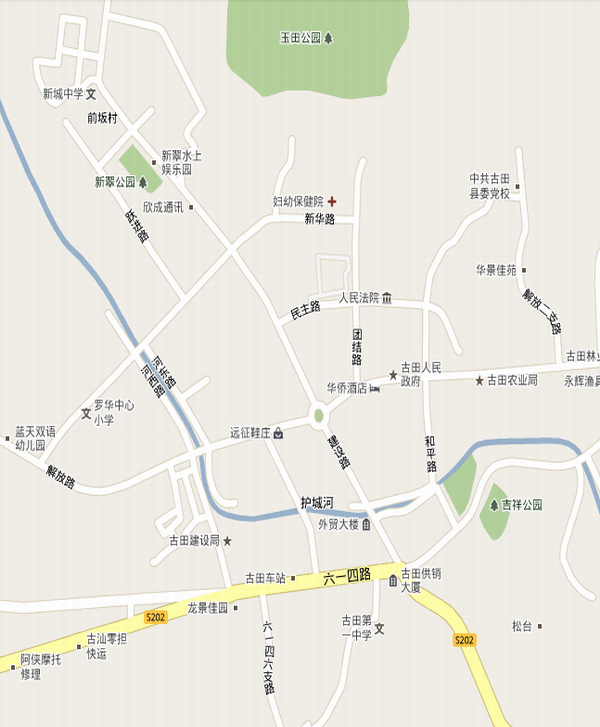 玉田公园
新城中学
前坂村
新翠水上
娱乐园
中共古田
县委党校
新翠公园
妇幼保健院
欣成通讯
新华路
跃进路
华景佳苑
人民法院
解放二支路
民主路
团结路
古田林业
河东路
河西路
古田人民
政府
古田农业局
永辉渔具
华侨酒店
罗华中心
小学
蓝天双语
幼儿园
远征鞋庄
建设路
和平路
解放路
护城河
吉祥公园
外贸大楼
古田建设局
古田车站
六一四路
古田供销
大厦
龙景佳园
S202
古田第
一中学
松台
S202
古汕零担
快运
六一四六支路
阿侠摩托
修理